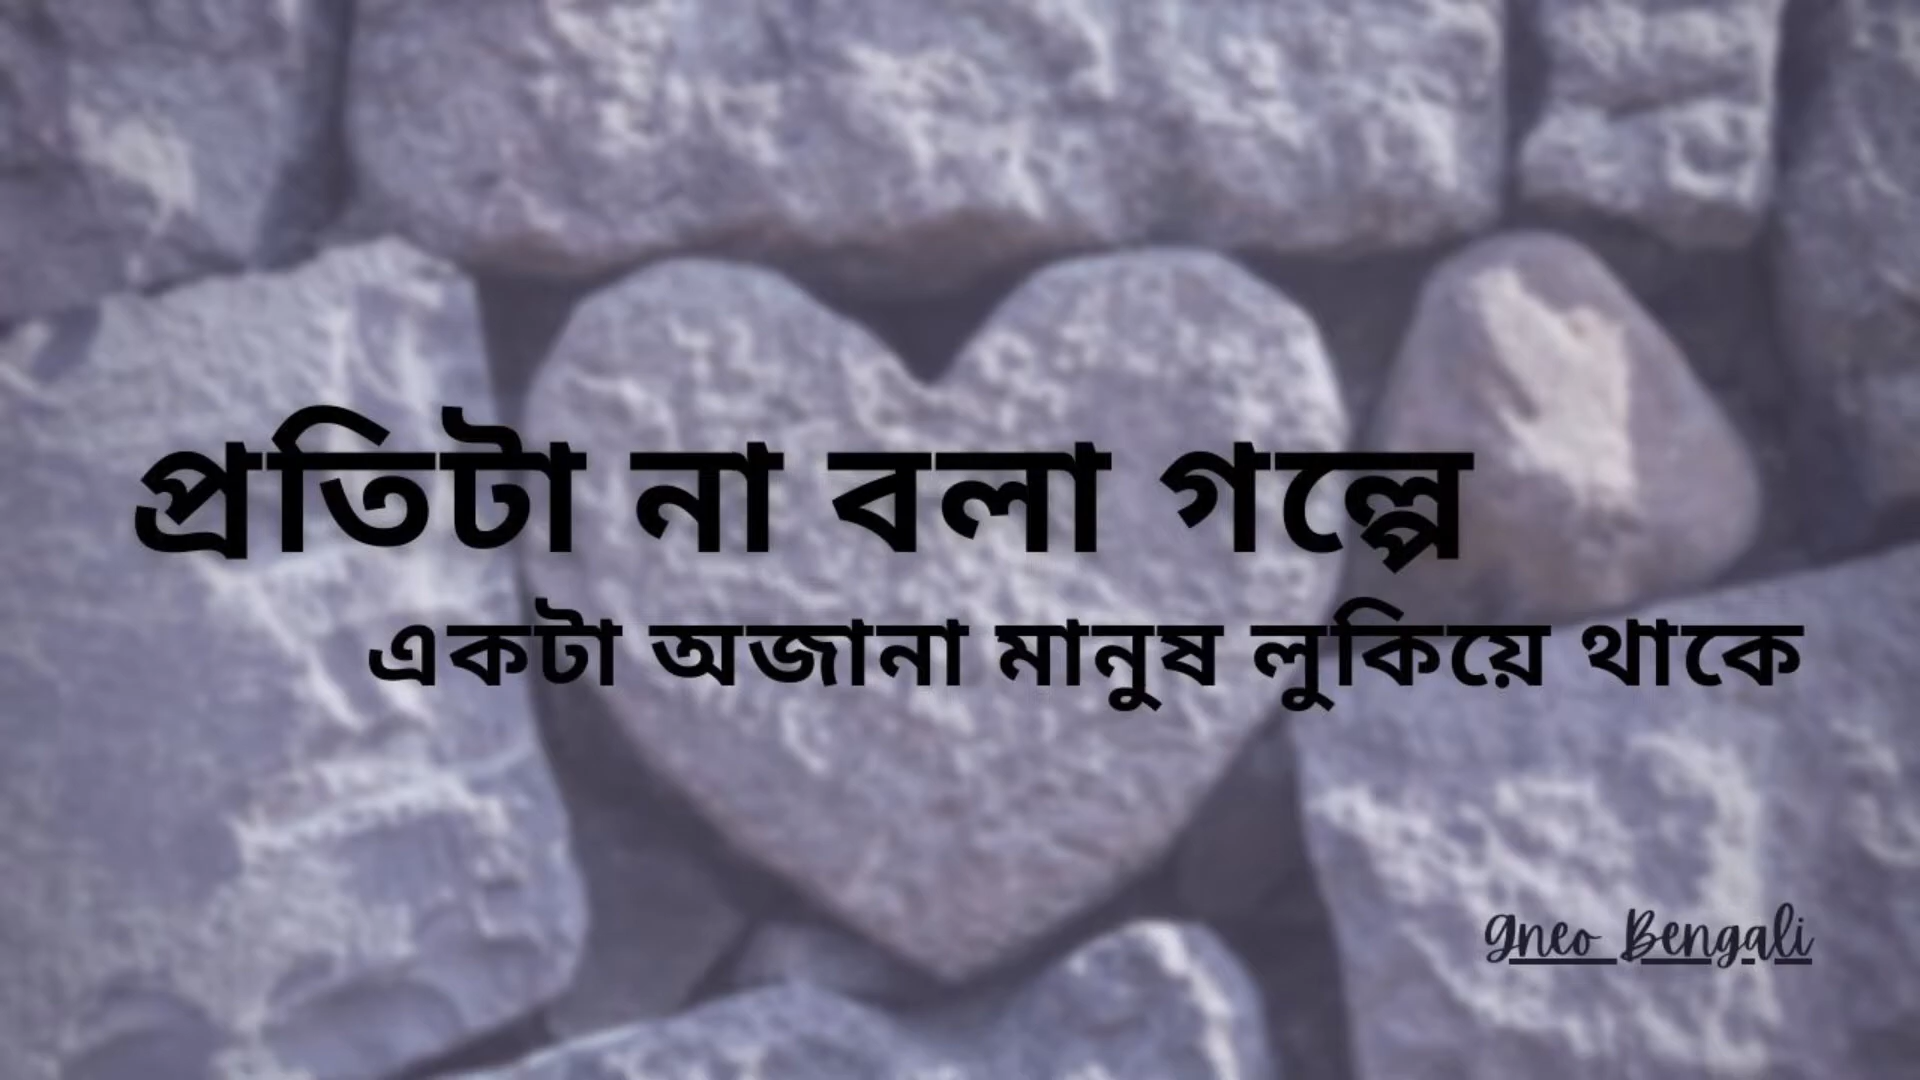 প্রতিটা না বলা গল্পে
একটা অজানা মানুষ লুকিয়ে থাকে
Gneo Bengali